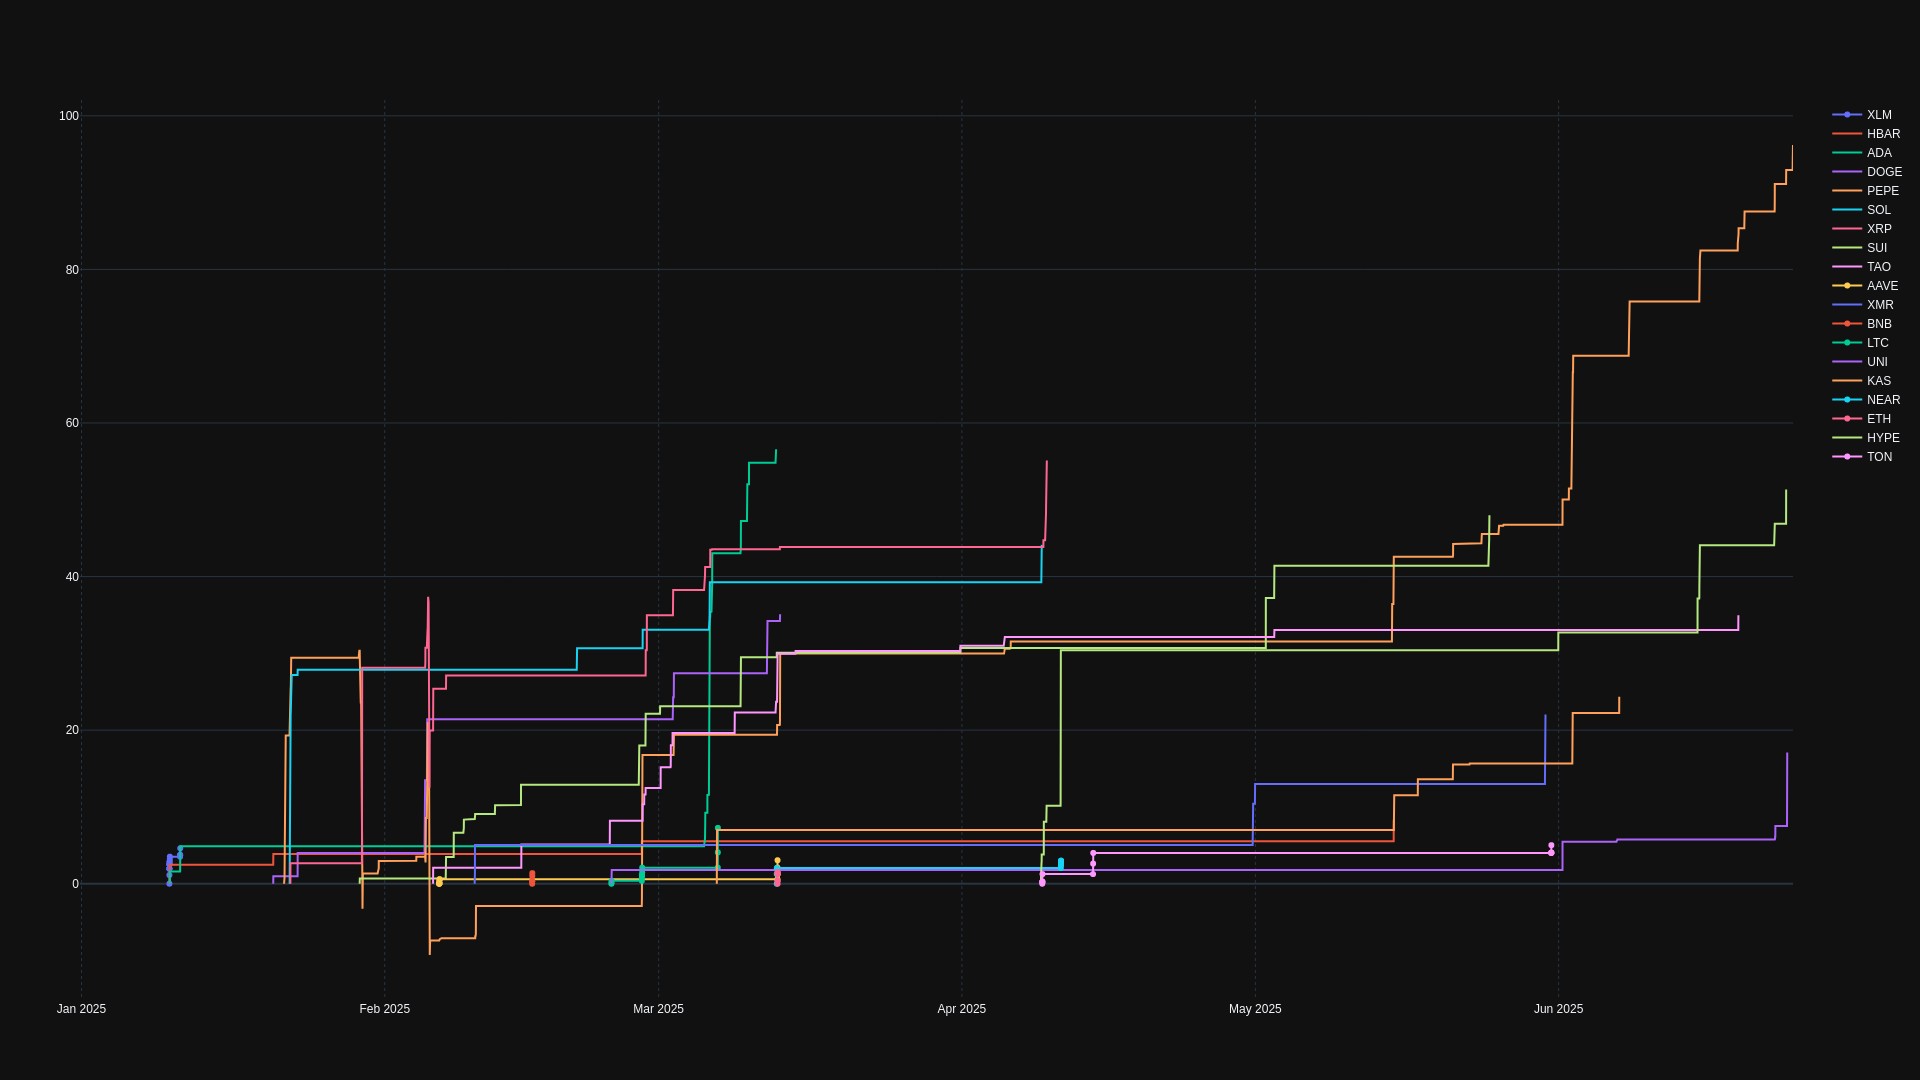 100
80
60
40
20
0
Jan 2025
Feb 2025
Mar 2025
Apr 2025
May 2025
Jun 2025
XLM
HBAR
ADA
DOGE
PEPE
SOL
XRP
SUI
TAO
AAVE
XMR
BNB
LTC
UNI
KAS
NEAR
ETH
HYPE
TON